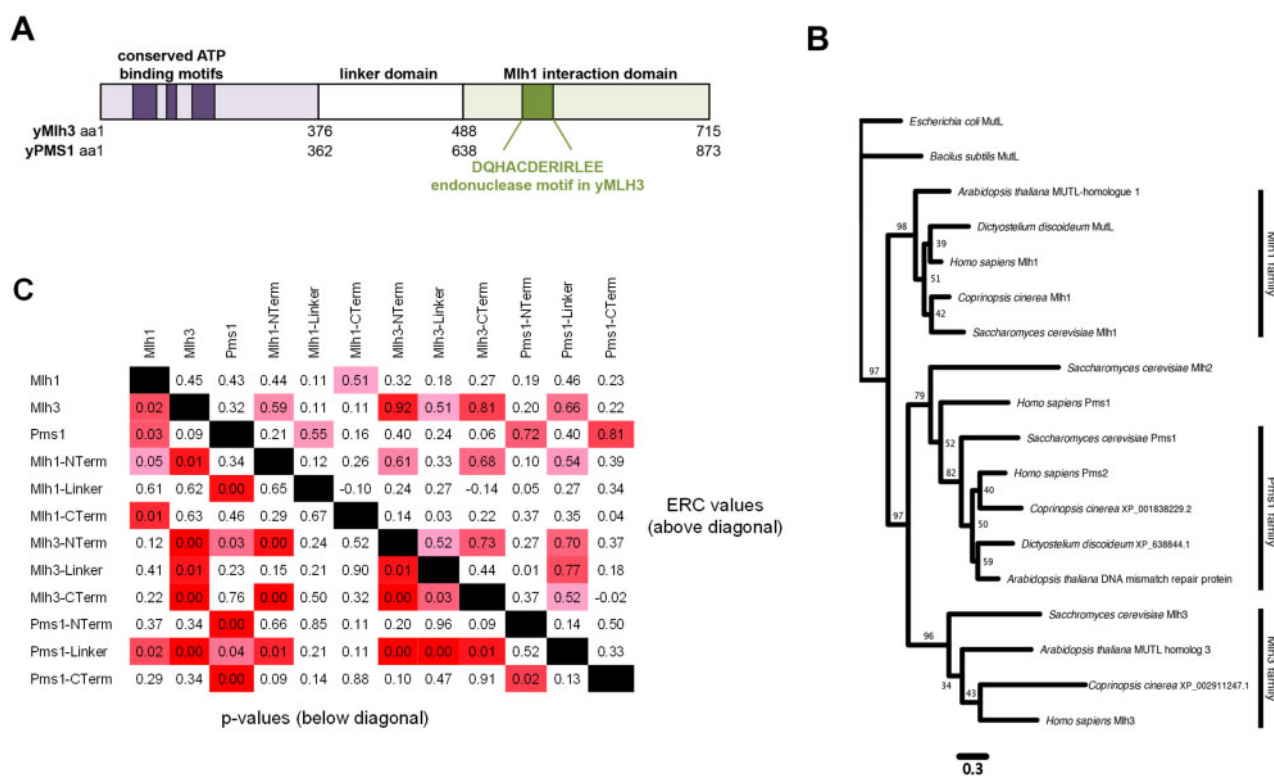 A
conserved ATP
binding motifs
linker domain
Mlh1 interaction domain
yMlh3 aa1
376
488
715
yPMS1 aa1
362
638
873
DQHACDERIRLEE
endonuclease motif in yMLH3
B
Escherichia coli MutL
Bacilus subtilis MutL
Arabidopsis thaliana MUTL-homologue 1
98
Dictyostelium discoideum MutL
39
Homo sapiens Mlh1
51
Coprinopsis cinerea Mlh1
42
Saccharomyces cerevisiae Mlh1
Mlh1 family
97
Saccharomyces cerevisiae Mlh2
79
Homo sapiens Pms1
52
Saccharomyces cerevisiae Pms1
82
Homo sapiens Pms2
40
Coprinopsis cinerea XP_001838229.2
50
97
Dictyostelium discoideum XP_638844.1
59
Arabidopsis thaliana DNA mismatch repair protein
Pms1 family
Sacchromyces cerevisiae Mlh3
96
Arabidopsis thaliana MUTL homolog 3
34
Coprinopsis cinerea XP_002911247.1
43
Homo sapiens Mlh3
Mlh3 family
0.3
C
Mlh1 Mlh3 Pms1 Mlh1-NTerm Mlh1-Linker Mlh1-CTerm Mlh3-NTerm Mlh3-Linker Mlh3-CTerm Pms1-NTerm Pms1-Linker Pms1-CTerm
Mlh1 0.45 0.43 0.44 0.11 0.51 0.32 0.18 0.27 0.19 0.46 0.23
Mlh3 0.02 0.32 0.59 0.11 0.11 0.92 0.51 0.81 0.20 0.66 0.22
Pms1 0.03 0.09 0.21 0.55 0.16 0.40 0.24 0.06 0.72 0.40 0.81
Mlh1-NTerm 0.05 0.01 0.34 0.12 0.26 0.61 0.33 0.68 0.10 0.54 0.39
Mlh1-Linker 0.61 0.62 0.00 0.65 -0.10 0.24 0.27 -0.14 0.05 0.27 0.34
Mlh1-CTerm 0.01 0.63 0.46 0.29 0.67 0.14 0.03 0.22 0.37 0.35 0.04
Mlh3-NTerm 0.12 0.00 0.03 0.00 0.24 0.52 0.52 0.73 0.27 0.70 0.37
Mlh3-Linker 0.41 0.01 0.23 0.15 0.21 0.90 0.01 0.44 0.01 0.77 0.18
Mlh3-CTerm 0.22 0.00 0.76 0.00 0.50 0.32 0.00 0.03 0.37 0.52 -0.02
Pms1-NTerm 0.37 0.34 0.00 0.66 0.85 0.11 0.20 0.96 0.09 0.14 0.50
Pms1-Linker 0.02 0.00 0.04 0.01 0.21 0.11 0.00 0.00 0.01 0.52 0.33
Pms1-CTerm 0.29 0.34 0.00 0.09 0.14 0.88 0.10 0.47 0.91 0.02 0.13
ERC values
(above diagonal)
p-values (below diagonal)